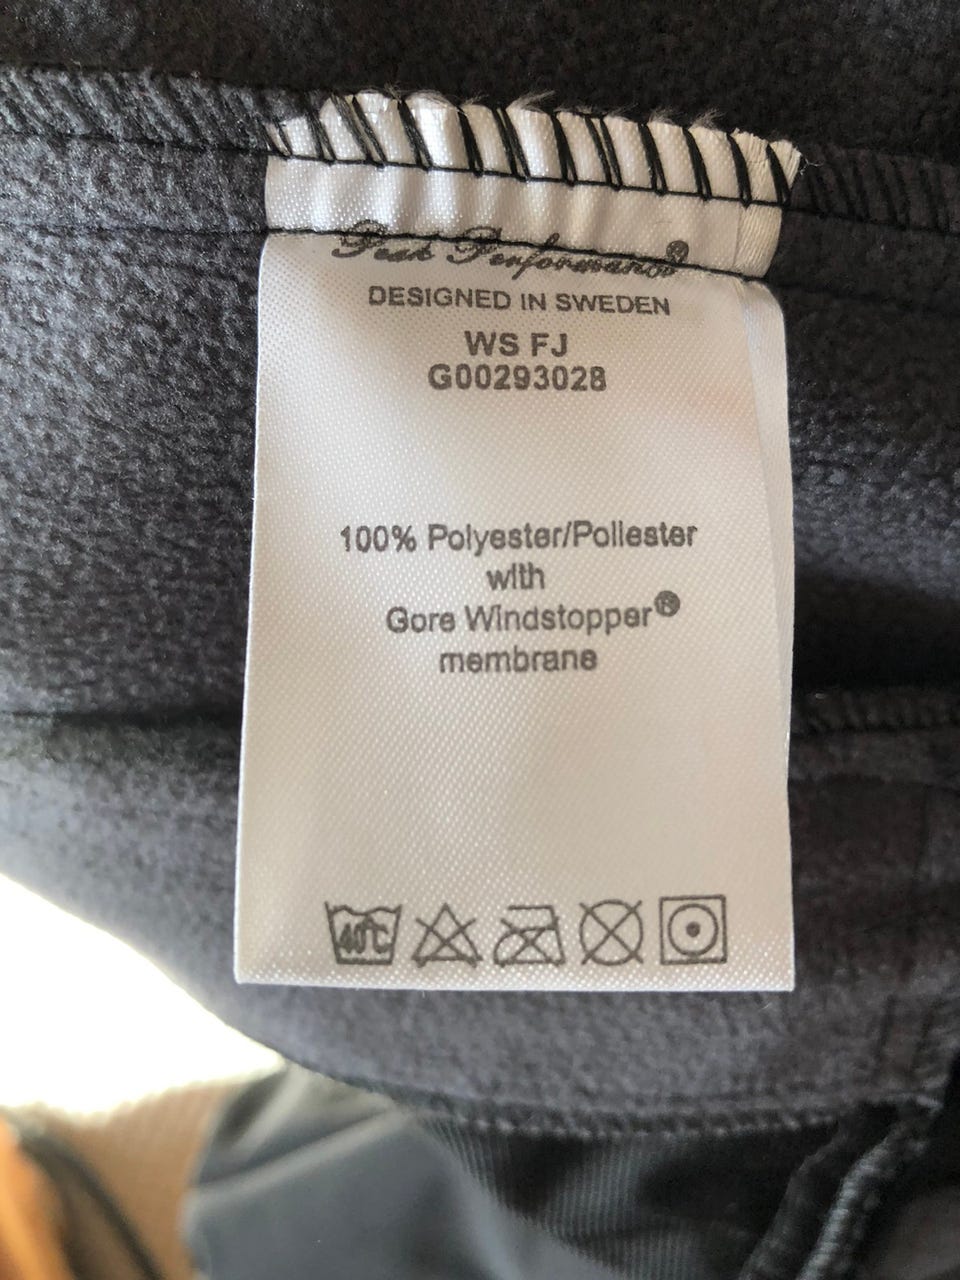 Peak Performance®
DESIGNED IN SWEDEN
WS FJ
G00293028
100% Polyester/Poliester
with
Gore Windstopper®
membrane
40°C